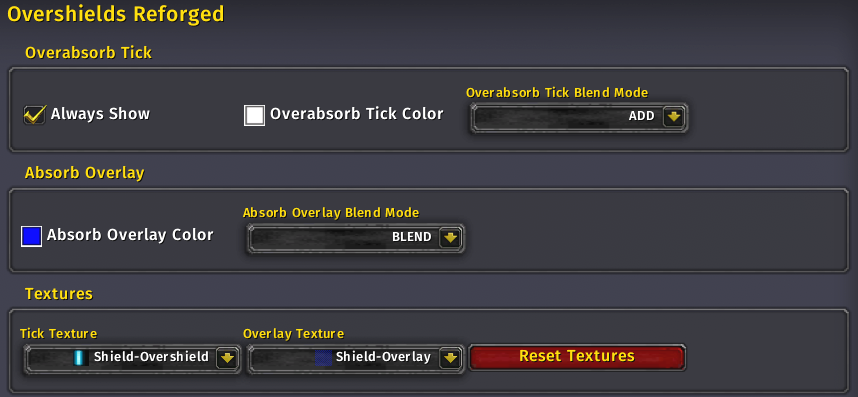 Overshields Reforged
Overabsorb Tick
Overabsorb Tick Blend Mode
Always Show
Overabsorb Tick Color
ADD
Absorb Overlay
Absorb Overlay Blend Mode
Absorb Overlay Color
BLEND
Textures
Tick Texture
Overlay Texture
Shield-Overshield
Shield-Overlay
Reset Textures